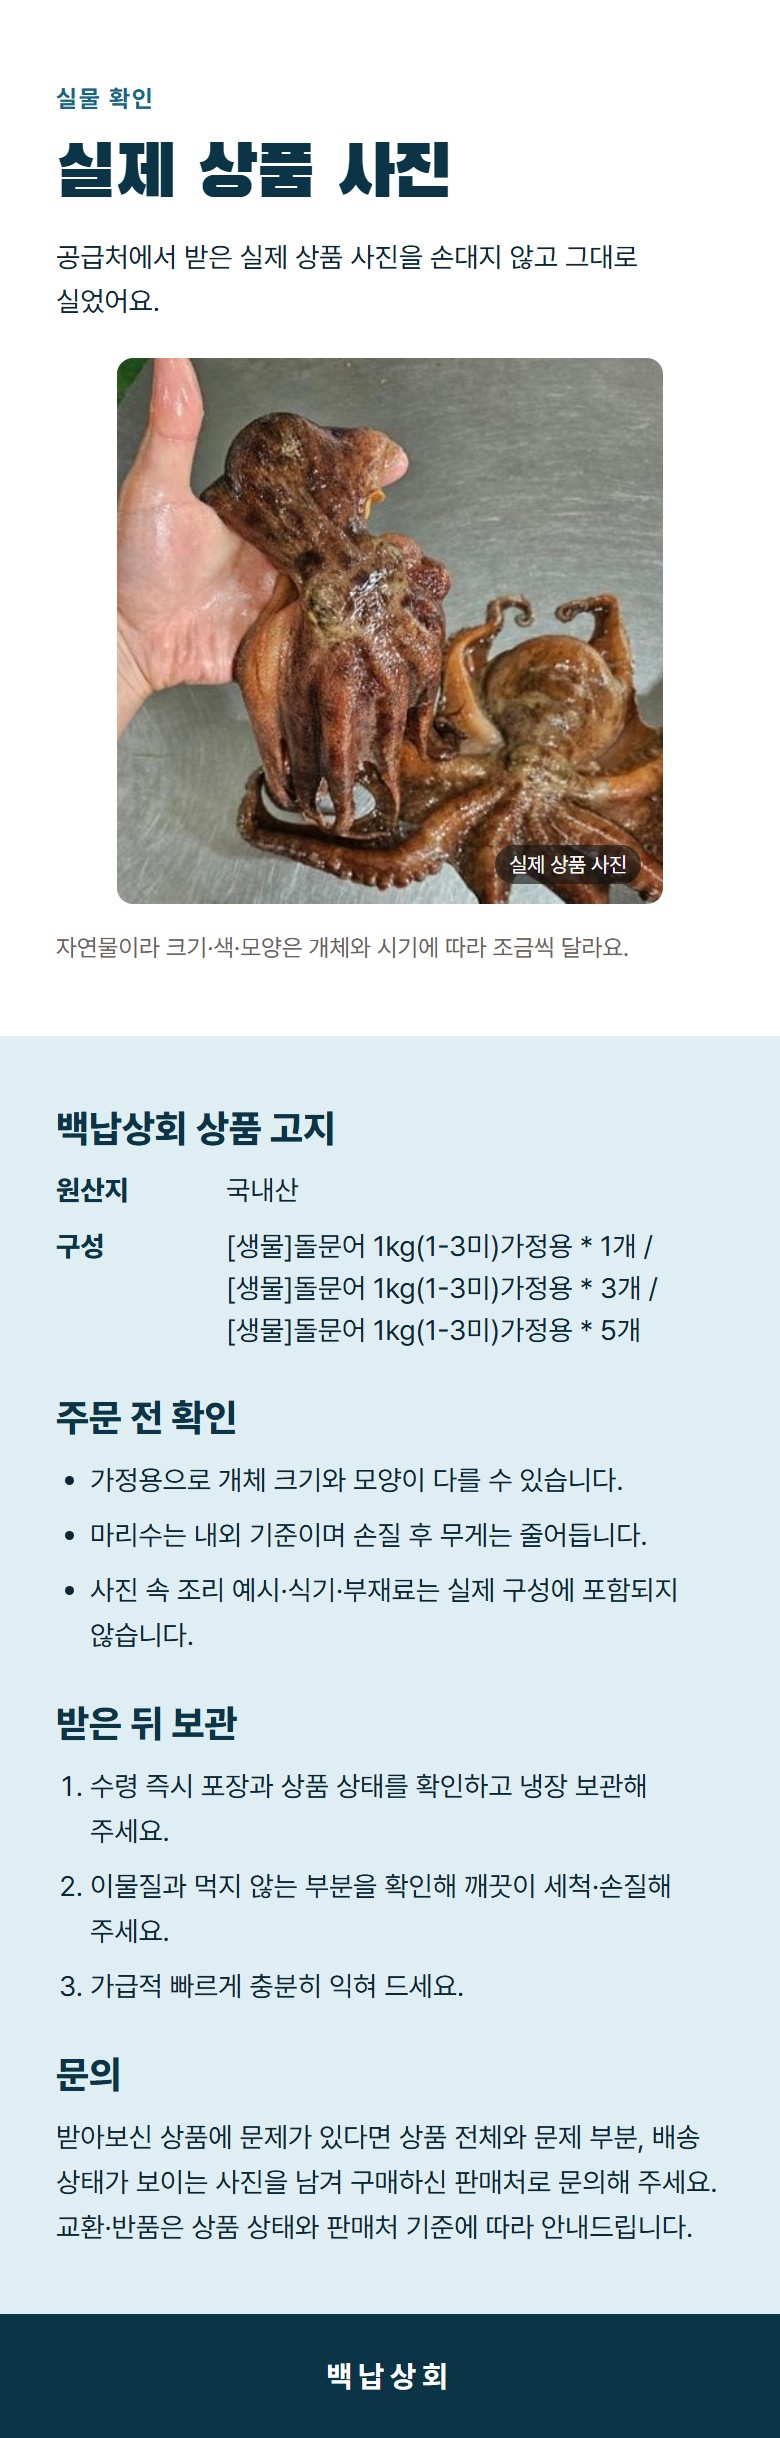 실물 확인
실제 상품 사진
공급처에서 받은 실제 상품 사진을 손대지 않고 그대로
실었어요.
실제 상품 사진
자연물이라 크기·색·모양은 개체와 시기에 따라 조금씩 달라요.
백납상회 상품 고지
원산지 국내산
구성 [생물]돌문어 1kg(1-3미)가정용 * 1개 /
[생물]돌문어 1kg(1-3미)가정용 * 3개 /
[생물]돌문어 1kg(1-3미)가정용 * 5개
주문 전 확인
• 가정용으로 개체 크기와 모양이 다를 수 있습니다.
• 마리수는 내외 기준이며 손질 후 무게는 줄어듭니다.
• 사진 속 조리 예시·식기·부재료는 실제 구성에 포함되지
않습니다.
받은 뒤 보관
1. 수령 즉시 포장과 상품 상태를 확인하고 냉장 보관해
주세요.
2. 이물질과 먹지 않는 부분을 확인해 깨끗이 세척·손질해
주세요.
3. 가급적 빠르게 충분히 익혀 드세요.
문의
받아보신 상품에 문제가 있다면 상품 전체와 문제 부분, 배송
상태가 보이는 사진을 남겨 구매하신 판매처로 문의해 주세요.
교환·반품은 상품 상태와 판매처 기준에 따라 안내드립니다.
백납상회